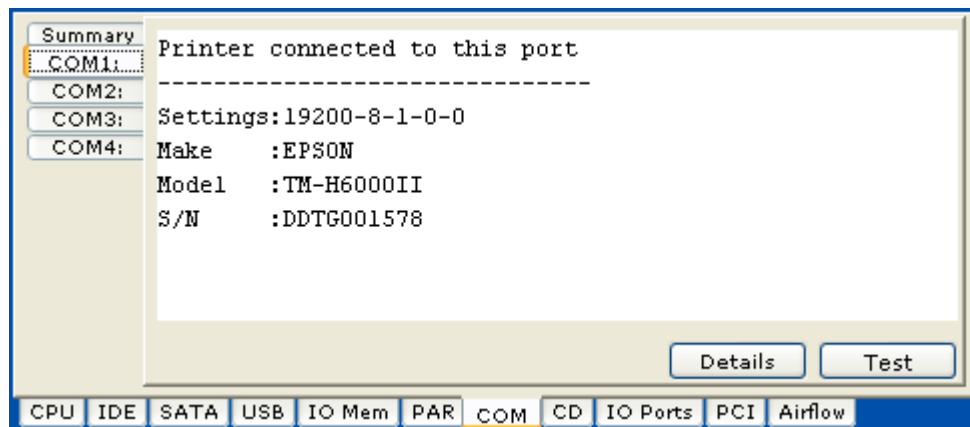 Summary
COM1:
COM2:
COM3:
COM4:
Printer connected to this port
-------------------------------
Settings:19200-8-1-0-0
Make    :EPSON
Model   :TM-H6000II
S/N     :DDTG001578
Details Test
CPU IDE SATA USB IO Mem PAR COM CD IO Ports PCI Airflow